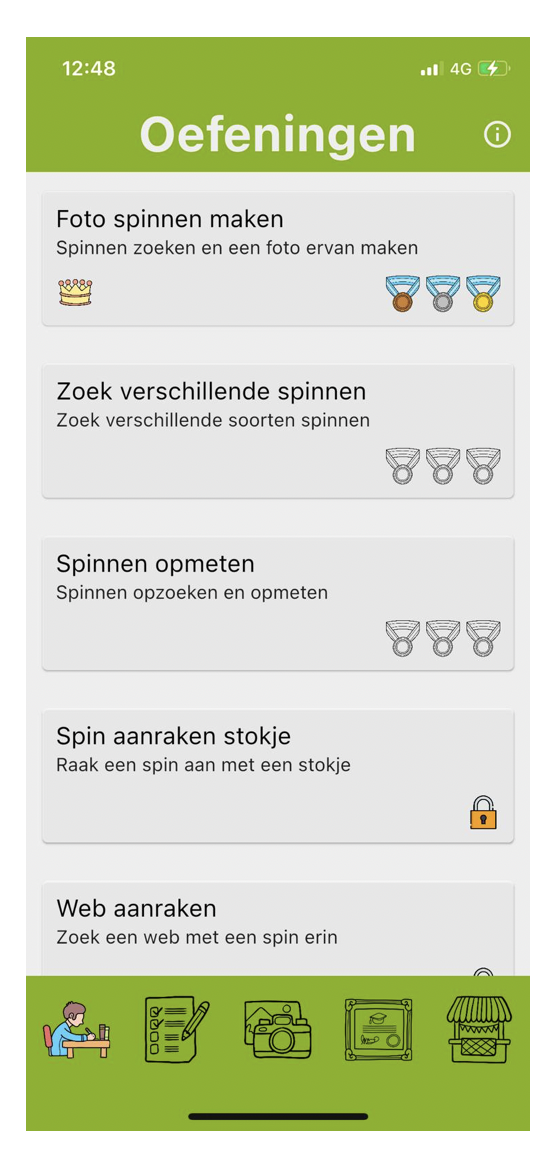 12:48
4G
Oefeningen
Foto spinnen maken
Spinnen zoeken en een foto ervan maken
Zoek verschillende spinnen
Zoek verschillende soorten spinnen
Spinnen opmeten
Spinnen opzoeken en opmeten
Spin aanraken stokje
Raak een spin aan met een stokje
Web aanraken
Zoek een web met een spin erin